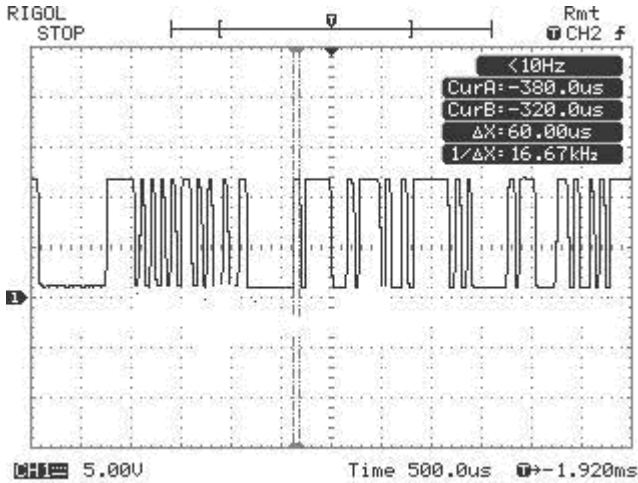 RIGOL
STOP
T
Rmt
T CH2
<10Hz
CurA:-380.0us
CurB:-320.0us
ΔX:60.00us
1/ΔX:16.67kHz
1
CH1 5.00V Time 500.0us T→-1.920ms